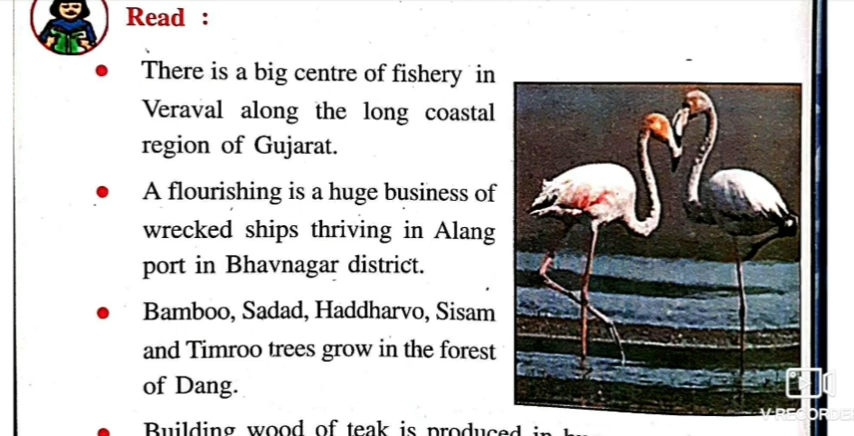 Read :
• There is a big centre of fishery in
Veraval along the long coastal
region of Gujarat.
• A flourishing is a huge business of
wrecked ships thriving in Alang
port in Bhavnagar district.
• Bamboo, Sadad, Haddharvo, Sisam
and Timroo trees grow in the forest
of Dang.
• Building wood of teak is produced in
V RECORDE